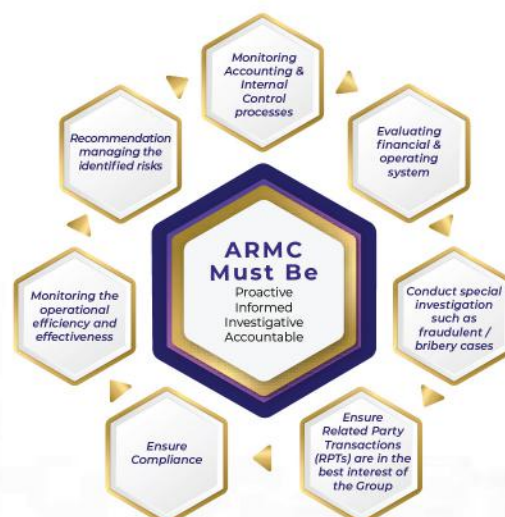 Monitoring
Accounting &
Internal
Control
processes
Evaluating
financial &
operating
system
Conduct special
investigation
such as
fraudulent /
bribery cases
Ensure
Related Party
Transactions
(RPTs) are in the
best interest of
the Group
Ensure
Compliance
Monitoring the
operational
efficiency and
effectiveness
Recommendation
managing the
identified risks
ARMC
Must Be
Proactive
Informed
Investigative
Accountable